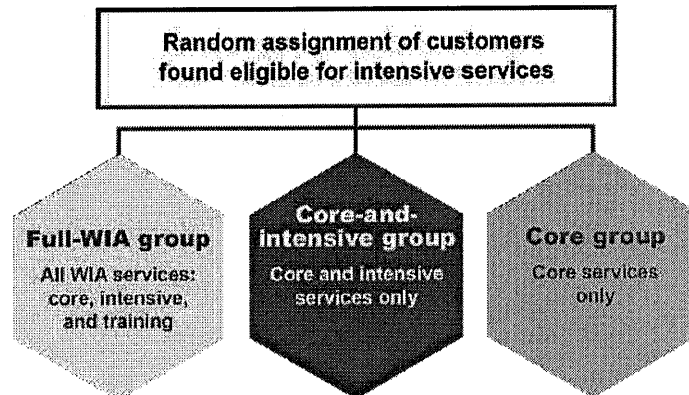 Random assignment of customers
found eligible for intensive services
Full-WIA group
All WIA services:
core, intensive,
and training
Core-and-
intensive group
Core and intensive
services only
Core group
Core services
only